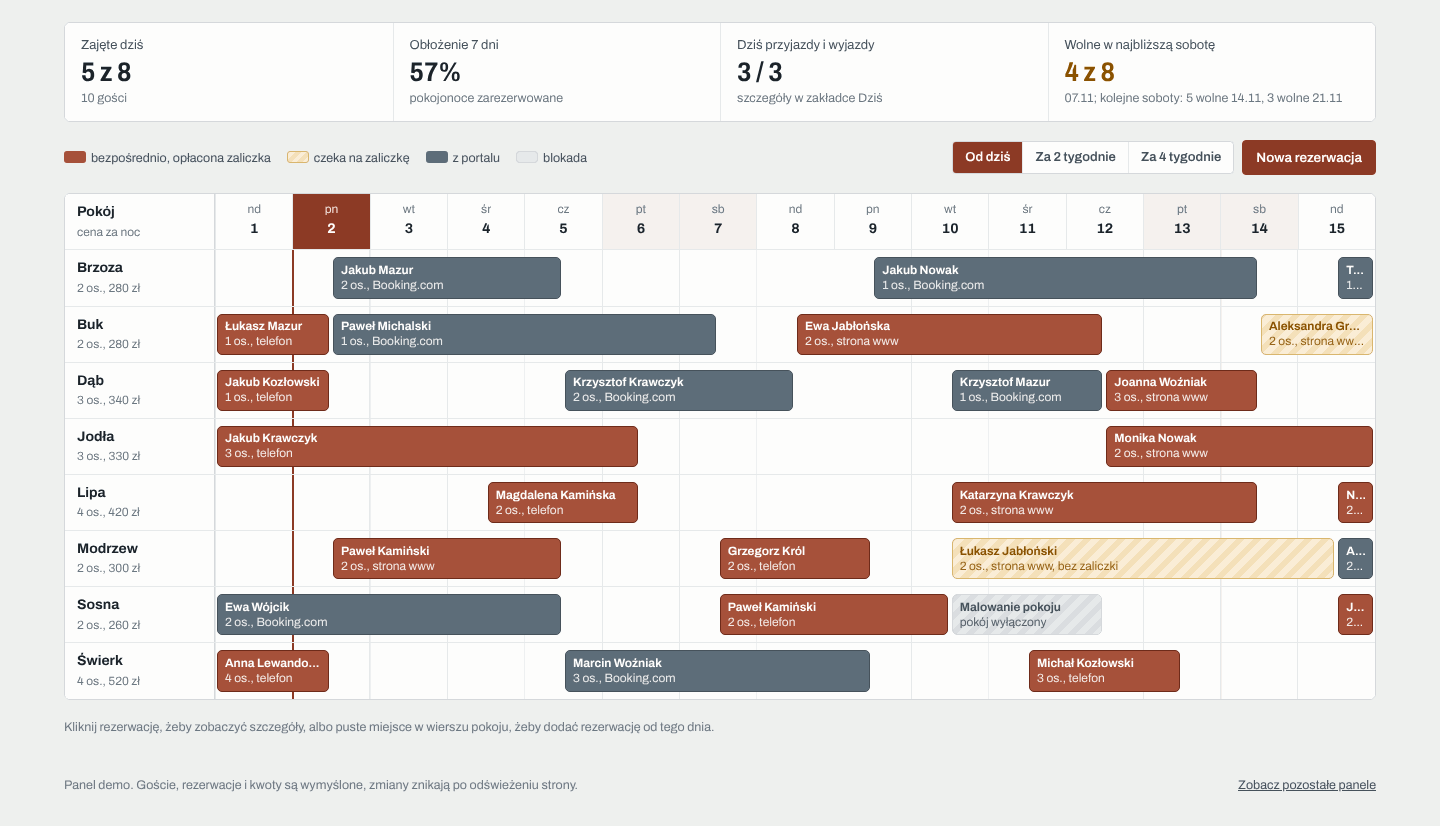 Zajęte dziś
5 z 8
10 gości
Obłożenie 7 dni
57%
pokojonoce zarezerwowane
Dziś przyjazdy i wyjazdy
3 / 3
szczegóły w zakładce Dziś
Wolne w najbliższą sobotę
4 z 8
07.11; kolejne soboty: 5 wolne 14.11, 3 wolne 21.11
bezpośrednio, opłacona zaliczka
czeka na zaliczkę
z portalu
blokada
Od dziś
Za 2 tygodnie
Za 4 tygodnie
Nowa rezerwacja
Pokój
cena za noc
nd
1
pn
2
wt
3
śr
4
cz
5
pt
6
sb
7
nd
8
pn
9
wt
10
śr
11
cz
12
pt
13
sb
14
nd
15
Brzoza
2 os., 280 zł
Jakub Mazur
2 os., Booking.com
Jakub Nowak
1 os., Booking.com
T...
1...
Buk
2 os., 280 zł
Łukasz Mazur
1 os., telefon
Paweł Michalski
1 os., Booking.com
Ewa Jabłońska
2 os., strona www
Aleksandra Gr...
2 os., strona ww...
Dąb
3 os., 340 zł
Jakub Kozłowski
1 os., telefon
Krzysztof Krawczyk
2 os., Booking.com
Krzysztof Mazur
1 os., Booking.com
Joanna Woźniak
3 os., strona www
Jodła
3 os., 330 zł
Jakub Krawczyk
3 os., telefon
Monika Nowak
2 os., strona www
Lipa
4 os., 420 zł
Magdalena Kamińska
2 os., telefon
Katarzyna Krawczyk
2 os., strona www
N...
2...
Modrzew
2 os., 300 zł
Paweł Kamiński
2 os., strona www
Grzegorz Król
2 os., telefon
Łukasz Jabłoński
2 os., strona www, bez zaliczki
A...
2...
Sosna
2 os., 260 zł
Ewa Wójcik
2 os., Booking.com
Paweł Kamiński
2 os., telefon
Malowanie pokoju
pokój wyłączony
J...
2...
Świerk
4 os., 520 zł
Anna Lewando...
4 os., telefon
Marcin Woźniak
3 os., Booking.com
Michał Kozłowski
3 os., telefon
Kliknij rezerwację, żeby zobaczyć szczegóły, albo puste miejsce w wierszu pokoju, żeby dodać rezerwację od tego dnia.
Panel demo. Goście, rezerwacje i kwoty są wymyślone, zmiany znikają po odświeżeniu strony.
Zobacz pozostałe panele